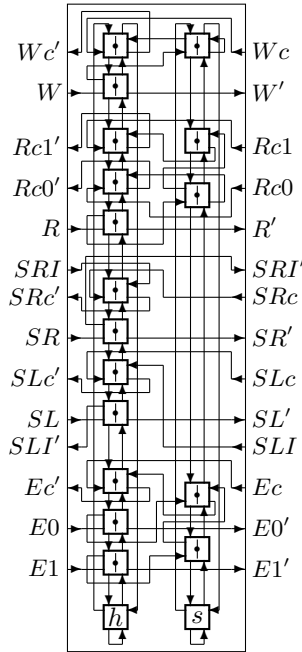 Wc′ Wc
W W′
Rc1′ Rc1
Rc0′ Rc0
R R′
SRI SRI′
SRc′ SRc
SR SR′
SLc′ SLc
SL SL′
SLI′ SLI
Ec′ Ec
E0 E0′
E1 E1′
h s